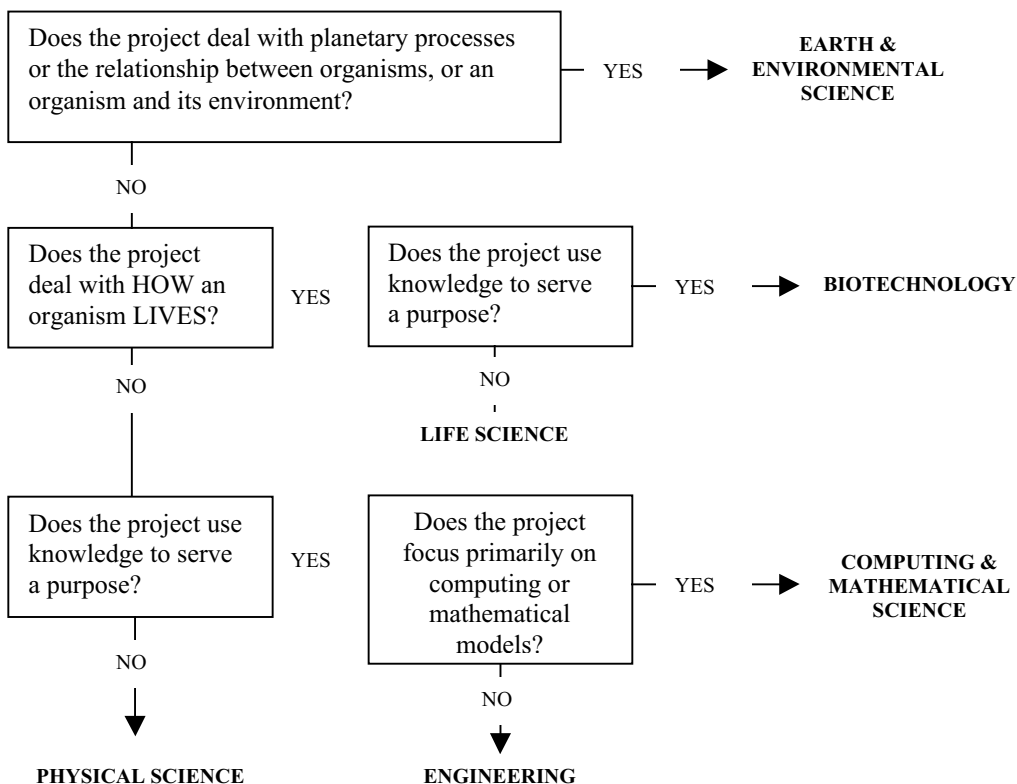 Does the project deal with planetary processes
or the relationship between organisms, or an
organism and its environment?
YES
EARTH &
ENVIRONMENTAL
SCIENCE
NO
Does the project
deal with HOW an
organism LIVES?
YES
Does the project use
knowledge to serve
a purpose?
YES
BIOTECHNOLOGY
NO
NO
LIFE SCIENCE
Does the project use
knowledge to serve
a purpose?
YES
Does the project
focus primarily on
computing or
mathematical
models?
YES
COMPUTING &
MATHEMATICAL
SCIENCE
NO
NO
PHYSICAL SCIENCE
ENGINEERING